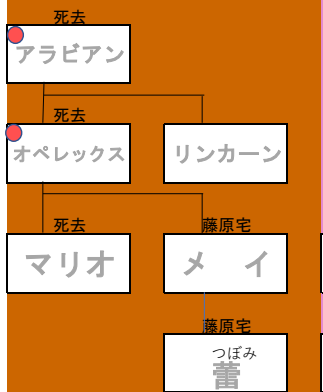 死去
アラビアン
死去
オペレックス
リンカーン
死去
マリオ
藤原宅
メイ
藤原宅
つぼみ
蕾